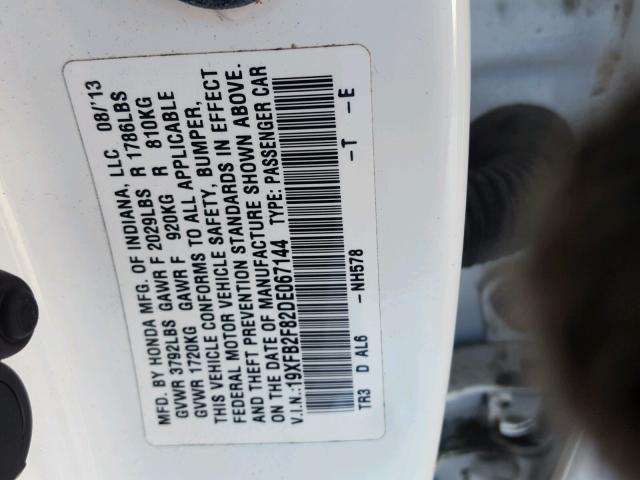 MFD. BY HONDA MFG. OF INDIANA, LLC 08/'13
GVWR 3792LBS GAWR F 2029LBS R 1786LBS
GVWR 1720KG GAWR F 920KG R 810KG
THIS VEHICLE CONFORMS TO ALL APPLICABLE
FEDERAL MOTOR VEHICLE SAFETY, BUMPER,
AND THEFT PREVENTION STANDARDS IN EFFECT
ON THE DATE OF MANUFACTURE SHOWN ABOVE.
V.I.N.:19XFB2F82DE067144 TYPE: PASSENGER CAR
TR3 D AL6 -NH578 -T -E